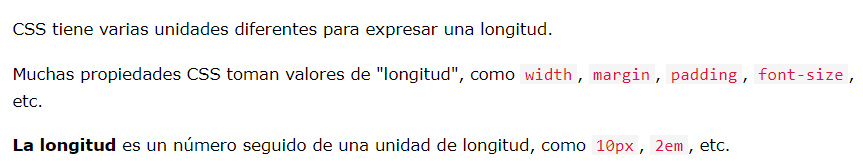 CSS tiene varias unidades diferentes para expresar una longitud.
Muchas propiedades CSS toman valores de "longitud", como width, margin, padding, font-size,
etc.
La longitud es un número seguido de una unidad de longitud, como 10px, 2em, etc.